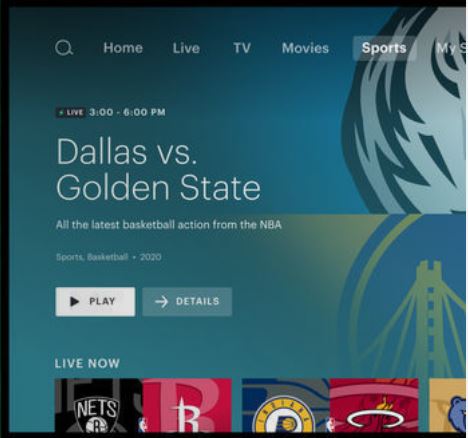 Home Live TV Movies Sports My S
LIVE 3:00 - 6:00 PM
Dallas vs.
Golden State
All the latest basketball action from the NBA
Sports, Basketball • 2020
PLAY DETAILS
LIVE NOW
NETS
B R